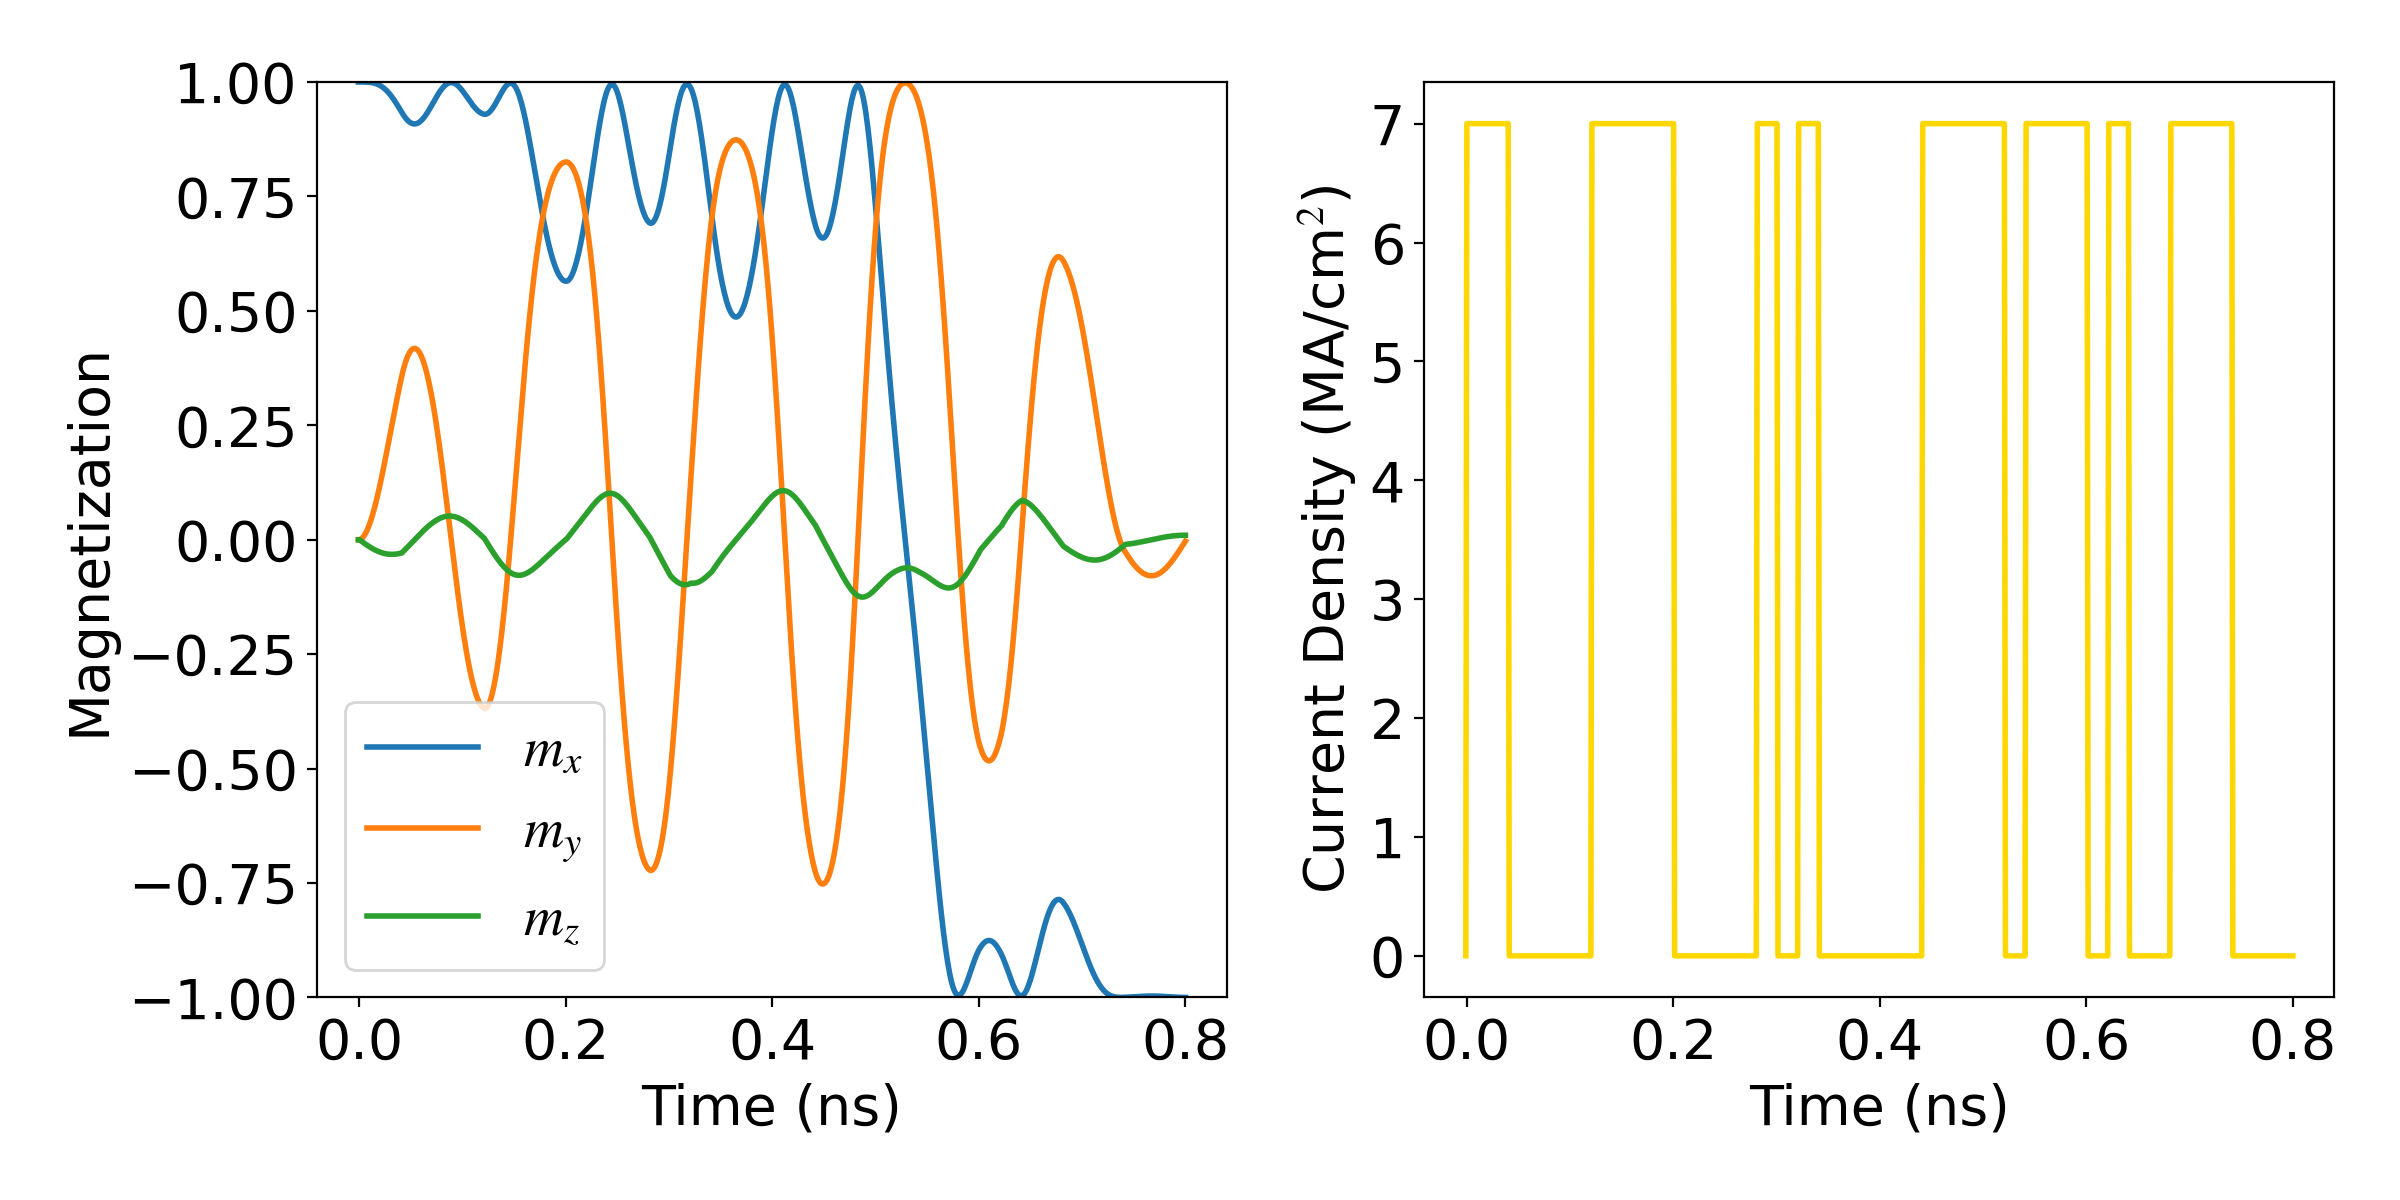 1.00
0.75
0.50
0.25
0.00
−0.25
−0.50
−0.75
−1.00
Magnetization
m_x
m_y
m_z
0.0 0.2 0.4 0.6 0.8
Time (ns)
7
6
5
4
3
2
1
0
Current Density (MA/cm²)
0.0 0.2 0.4 0.6 0.8
Time (ns)